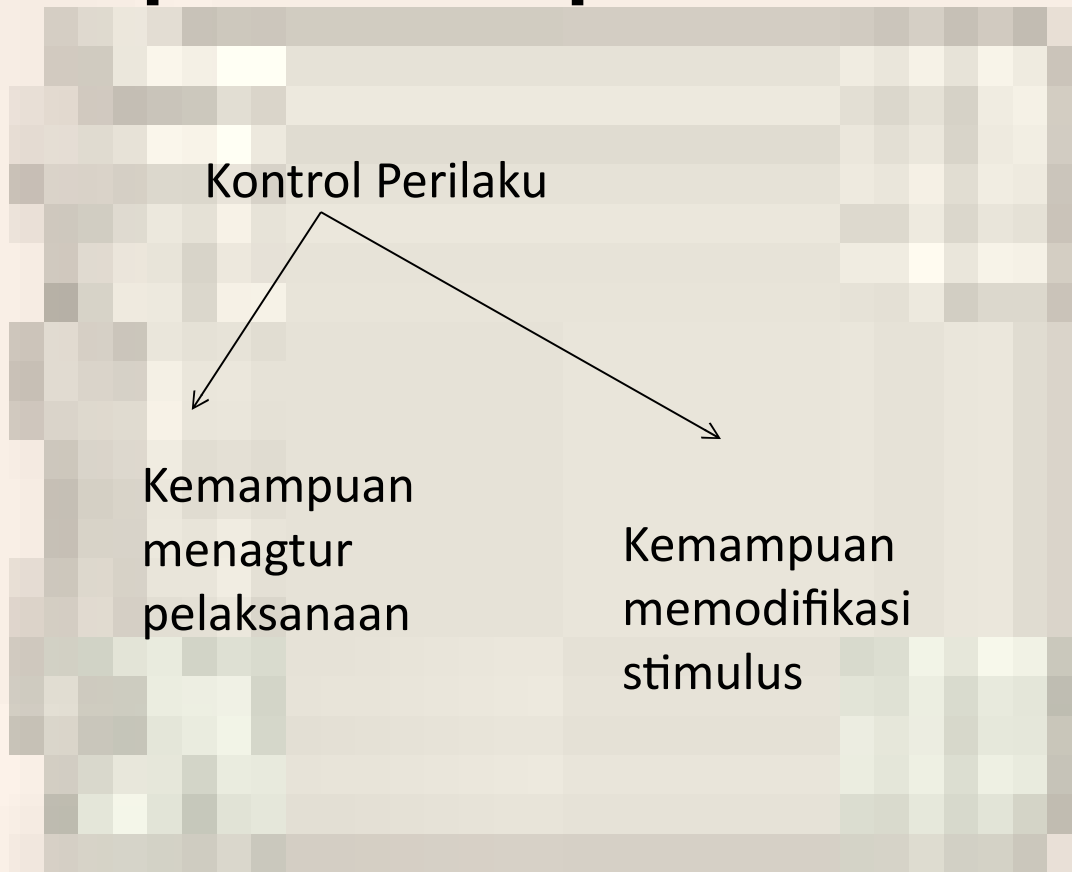 Kontrol Perilaku
Kemampuan
menagtur
pelaksanaan
Kemampuan
memodifikasi
stimulus